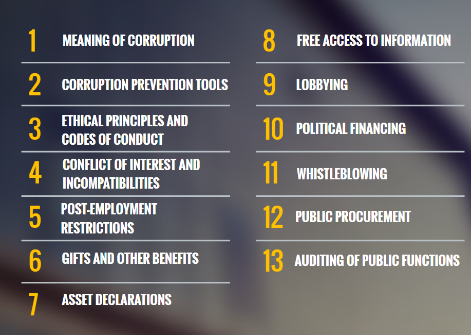 1 MEANING OF CORRUPTION
2 CORRUPTION PREVENTION TOOLS
3 ETHICAL PRINCIPLES AND
CODES OF CONDUCT
4 CONFLICT OF INTEREST AND
INCOMPATIBILITIES
5 POST-EMPLOYMENT
RESTRICTIONS
6 GIFTS AND OTHER BENEFITS
7 ASSET DECLARATIONS
8 FREE ACCESS TO INFORMATION
9 LOBBYING
10 POLITICAL FINANCING
11 WHISTLEBLOWING
12 PUBLIC PROCUREMENT
13 AUDITING OF PUBLIC FUNCTIONS